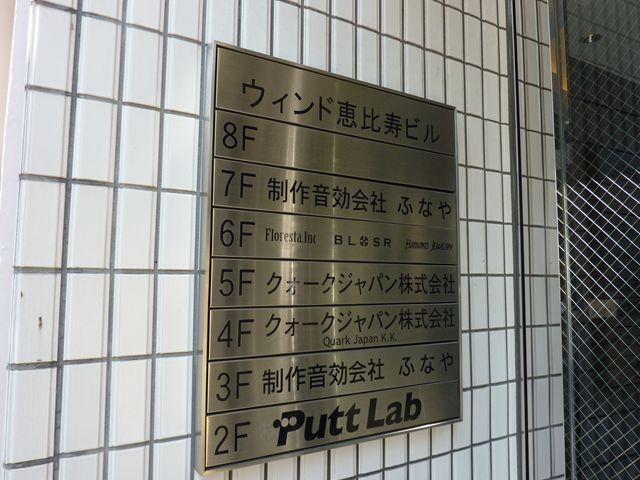 ウィンド恵比寿ビル
8F
7F 制作音効会社 ふなや
6F Floresta.Inc BLOSR Hamako JEWELRY
5F クォークジャパン株式会社
4F クォークジャパン株式会社
Quark Japan K.K.
3F 制作音効会社 ふなや
2F Putt Lab